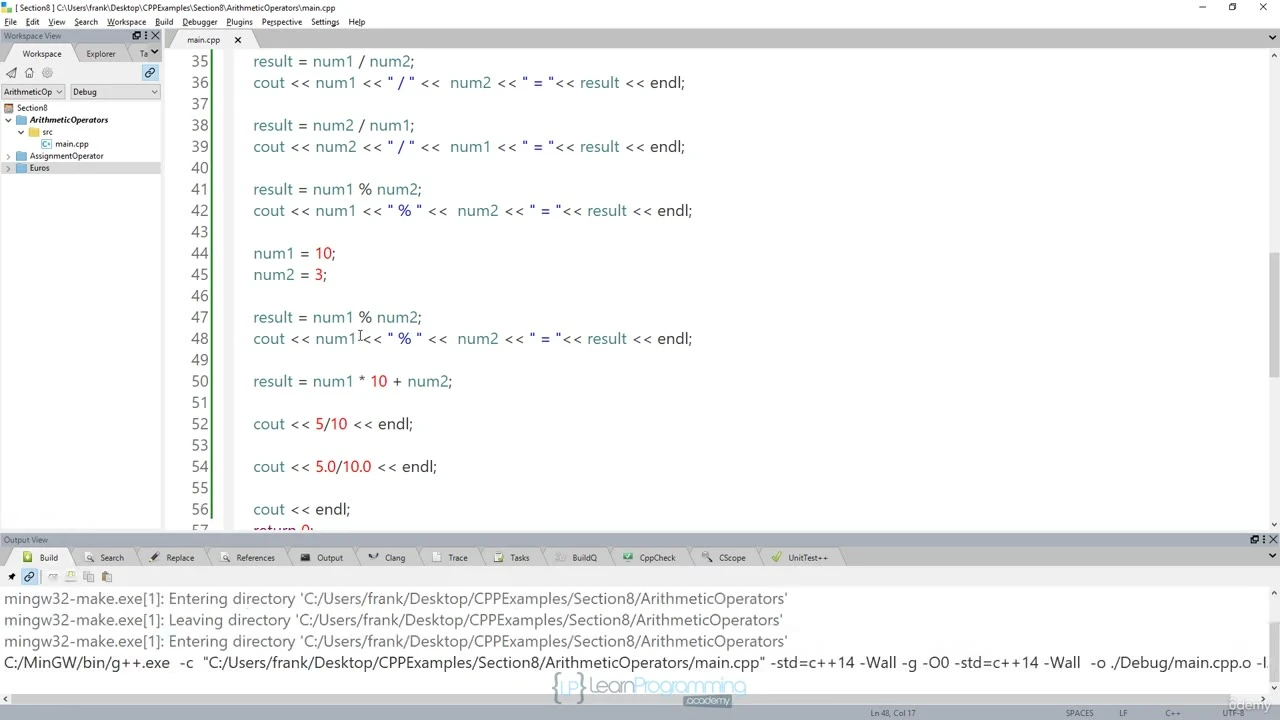 [ Section8 ] C:\Users\frank\Desktop\CPPExamples\Section8\ArithmeticOperators\main.cpp
File Edit View Search Workspace Build Debugger Plugins Perspective Settings Help
Workspace View
main.cpp
Workspace Explorer Ta
ArithmeticOp Debug
Section8
ArithmeticOperators
src
main.cpp
AssignmentOperator
Euros
35 result = num1 / num2;
36 cout << num1 << " / " << num2 << " = "<< result << endl;
37
38 result = num2 / num1;
39 cout << num2 << " / " << num1 << " = "<< result << endl;
40
41 result = num1 % num2;
42 cout << num1 << " % " << num2 << " = "<< result << endl;
43
44 num1 = 10;
45 num2 = 3;
46
47 result = num1 % num2;
48 cout << num1 << " % " << num2 << " = "<< result << endl;
49
50 result = num1 * 10 + num2;
51
52 cout << 5/10 << endl;
53
54 cout << 5.0/10.0 << endl;
55
56 cout << endl;
57 return 0;
Output View
Build Search Replace References Output Clang Trace Tasks BuildQ CppCheck CScope UnitTest++
mingw32-make.exe[1]: Entering directory 'C:/Users/frank/Desktop/CPPExamples/Section8/ArithmeticOperators'
mingw32-make.exe[1]: Leaving directory 'C:/Users/frank/Desktop/CPPExamples/Section8/ArithmeticOperators'
mingw32-make.exe[1]: Entering directory 'C:/Users/frank/Desktop/CPPExamples/Section8/ArithmeticOperators'
C:/MinGW/bin/g++.exe -c "C:/Users/frank/Desktop/CPPExamples/Section8/ArithmeticOperators/main.cpp" -std=c++14 -Wall -g -O0 -std=c++14 -Wall -o ./Debug/main.cpp.o -I.
{LP} LearnProgramming
.academy
Ln 48, Col 17 SPACES LF C++ UTF-8
ûdemy